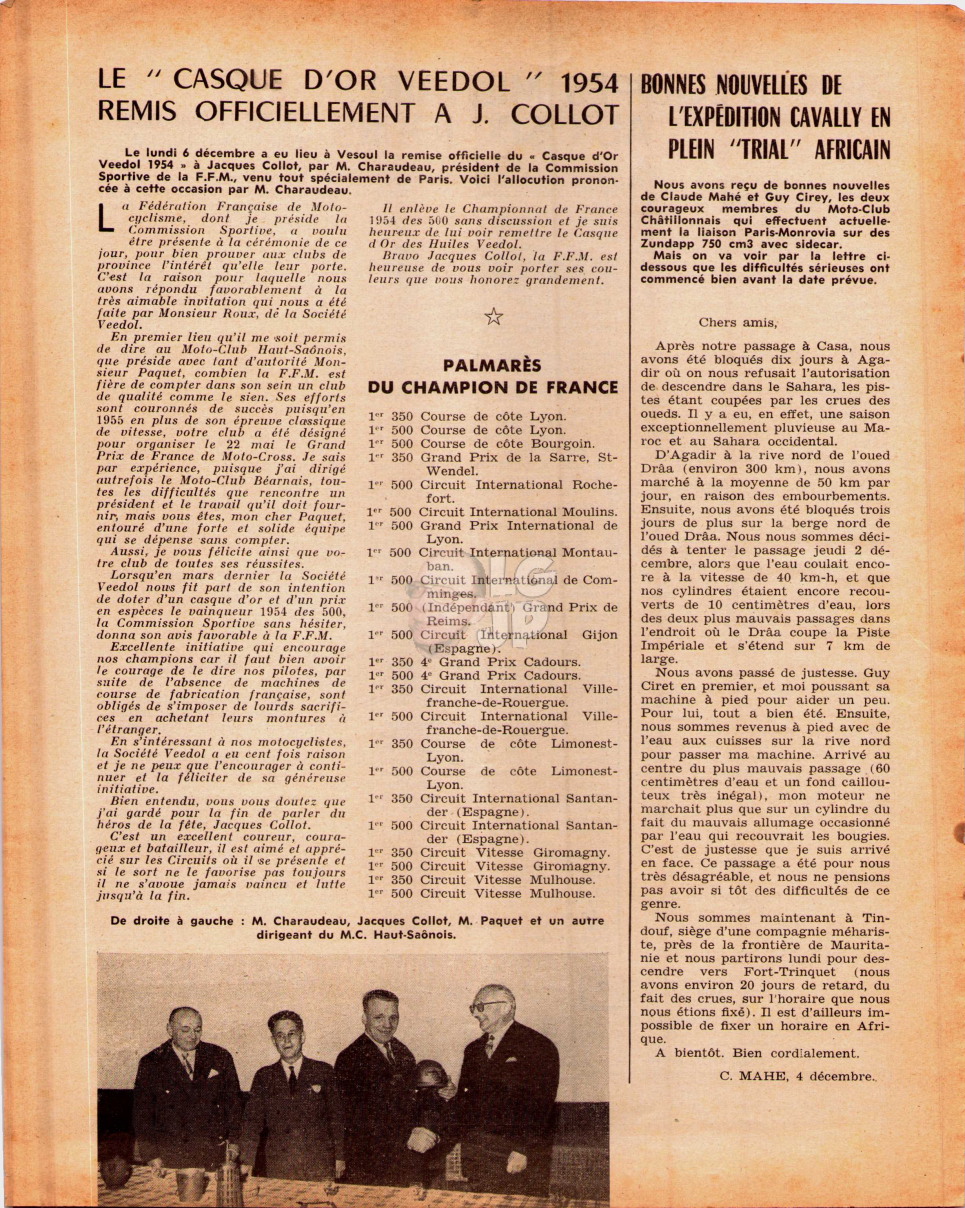 LE " CASQUE D'OR VEEDOL " 1954
REMIS OFFICIELLEMENT A J. COLLOT
Le lundi 6 décembre a eu lieu à Vesoul la remise officielle du « Casque d'Or
Veedol 1954 » à Jacques Collot, par M. Charaudeau, président de la Commission
Sportive de la F.F.M., venu tout spécialement de Paris. Voici l'allocution pronon-
cée à cette occasion par M. Charaudeau.
La Fédération Française de Moto-
cyclisme, dont je préside la
Commission Sportive, a voulu
être présente à la cérémonie de ce
jour, pour bien prouver aux clubs de
province l'intérêt qu'elle leur porte.
C'est la raison pour laquelle nous
avons répondu favorablement à la
très aimable invitation qui nous a été
faite par Monsieur Roux, dé la Société
Veedol.
En premier lieu qu'il me soit permis
de dire au Moto-Club Haut-Saônois,
que préside avec tant d'autorité Mon-
sieur Paquet, combien la F.F.M. est
fière de compter dans son sein un club
de qualité comme le sien. Ses efforts
sont couronnés de succès puisqu'en
1955 en plus de son épreuve classique
de vitesse, votre club a été désigné
pour organiser le 22 mai le Grand
Prix de France de Moto-Cross. Je sais
par expérience, puisque j'ai dirigé
autrefois le Moto-Club Béarnais, tou-
tes les difficultés que rencontre un
président et le travail qu'il doit four-
nir, mais vous êtes, mon cher Paquet,
entouré d'une forte et solide équipe
qui se dépense sans compter.
Aussi, je vous félicite ainsi que vo-
tre club de toutes ses réussites.
Lorsqu'en mars dernier la Société
Veedol nous fit part de son intention
de doter d'un casque d'or et d'un prix
en espèces le vainqueur 1954 des 500,
la Commission Sportive sans hésiter,
donna son avis favorable à la F.F.M.
Excellente initiative qui encourage
nos champions car il faut bien avoir
le courage de le dire nos pilotes, par
suite de l'absence de machines de
course de fabrication française, sont
obligés de s'imposer de lourds sacrifi-
ces en achetant leurs montures à
l'étranger.
En s'intéressant à nos motocyclistes,
la Société Veedol a eu cent fois raison
et je ne peux que l'encourager à conti-
nuer et la féliciter de sa généreuse
initiative.
Bien entendu, vous vous doutez que
j'ai gardé pour la fin de parler du
héros de la fête, Jacques Collot.
C'est un excellent coureur, coura-
geux et batailleur, il est aimé et appré-
cié sur les Circuits où il se présente et
si le sort ne le favorise pas toujours
il ne s'avoue jamais vaincu et lutte
jusqu'à la fin.
Il enlève le Championnat de France
1954 des 500 sans discussion et je suis
heureux de lui voir remettre le Casque
d'Or des Huiles Veedol.
Bravo Jacques Collot, la F.F.M. est
heureuse de vous voir porter ses cou-
leurs que vous honorez grandement.
PALMARÈS
DU CHAMPION DE FRANCE
1er 350 Course de côte Lyon.
1er 500 Course de côte Lyon.
1er 500 Course de côte Bourgoin.
1er 350 Grand Prix de la Sarre, St-
Wendel.
1er 500 Circuit International Roche-
fort.
1er 500 Circuit International Moulins.
1er 500 Grand Prix International de
Lyon.
1er 500 Circuit International Montau-
ban.
1er 500 Circuit International de Com-
minges.
1er 500 (Indépendant) Grand Prix de
Reims.
1er 500 Circuit International Gijon
(Espagne).
1er 350 4e Grand Prix Cadours.
1er 500 4e Grand Prix Cadours.
1er 350 Circuit International Ville-
franche-de-Rouergue.
1er 500 Circuit International Ville-
franche-de-Rouergue.
1er 350 Course de côte Limonest-
Lyon.
1er 500 Course de côte Limonest-
Lyon.
1er 350 Circuit International Santan-
der (Espagne).
1er 500 Circuit International Santan-
der (Espagne).
1er 350 Circuit Vitesse Giromagny.
1er 500 Circuit Vitesse Giromagny.
1er 350 Circuit Vitesse Mulhouse.
1er 500 Circuit Vitesse Mulhouse.
LG
JP
De droite à gauche : M. Charaudeau, Jacques Collot, M. Paquet et un autre
dirigeant du M.C. Haut-Saônois.
BONNES NOUVELLES DE
L'EXPÉDITION CAVALLY EN
PLEIN "TRIAL" AFRICAIN
Nous avons reçu de bonnes nouvelles
de Claude Mahé et Guy Cirey, les deux
courageux membres du Moto-Club
Châtillonnais qui effectuent actuelle-
ment la liaison Paris-Monrovia sur des
Zundapp 750 cm3 avec sidecar.
Mais on va voir par la lettre ci-
dessous que les difficultés sérieuses ont
commencé bien avant la date prévue.
Chers amis,
Après notre passage à Casa, nous
avons été bloqués dix jours à Aga-
dir où on nous refusait l'autorisation
de descendre dans le Sahara, les pis-
tes étant coupées par les crues des
oueds. Il y a eu, en effet, une saison
exceptionnellement pluvieuse au Ma-
roc et au Sahara occidental.
D'Agadir à la rive nord de l'oued
Drâa (environ 300 km), nous avons
marché à la moyenne de 50 km par
jour, en raison des embourbements.
Ensuite, nous avons été bloqués trois
jours de plus sur la berge nord de
l'oued Drâa. Nous nous sommes déci-
dés à tenter le passage jeudi 2 dé-
cembre, alors que l'eau coulait enco-
re à la vitesse de 40 km-h, et que
nos cylindres étaient encore recou-
verts de 10 centimètres d'eau, lors
des deux plus mauvais passages dans
l'endroit où le Drâa coupe la Piste
Impériale et s'étend sur 7 km de
large.
Nous avons passé de justesse. Guy
Ciret en premier, et moi poussant sa
machine à pied pour aider un peu.
Pour lui, tout a bien été. Ensuite,
nous sommes revenus à pied avec de
l'eau aux cuisses sur la rive nord
pour passer ma machine. Arrivé au
centre du plus mauvais passage (60
centimètres d'eau et un fond caillou-
teux très inégal), mon moteur ne
marchait plus que sur un cylindre du
fait du mauvais allumage occasionné
par l'eau qui recouvrait les bougies.
C'est de justesse que je suis arrivé
en face. Ce passage a été pour nous
très désagréable, et nous ne pensions
pas avoir si tôt des difficultés de ce
genre.
Nous sommes maintenant à Tin-
douf, siège d'une compagnie méharis-
te, près de la frontière de Maurita-
nie et nous partirons lundi pour des-
cendre vers Fort-Trinquet (nous
avons environ 20 jours de retard, du
fait des crues, sur l'horaire que nous
nous étions fixé). Il est d'ailleurs im-
possible de fixer un horaire en Afri-
que.
A bientôt. Bien cordialement.
C. MAHE, 4 décembre.